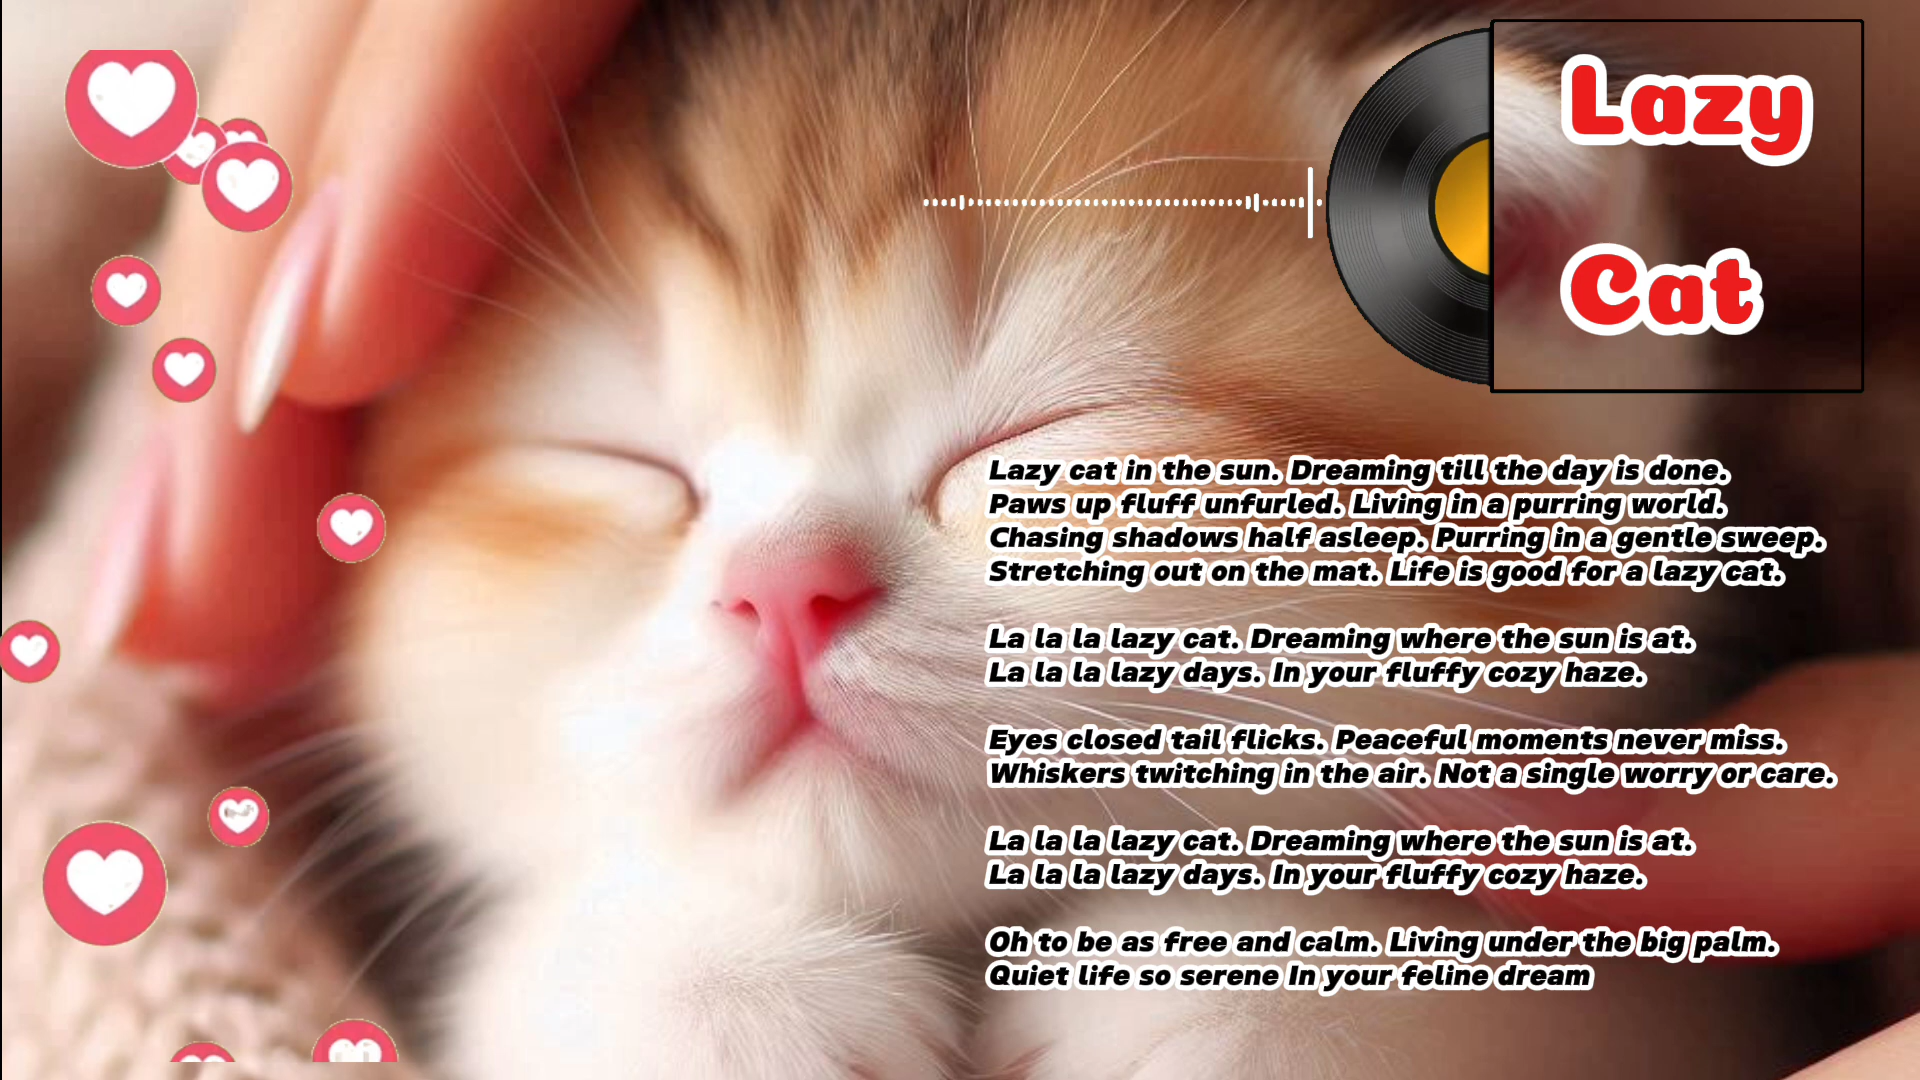 Lazy
Cat
Lazy cat in the sun. Dreaming till the day is done.
Paws up fluff unfurled. Living in a purring world.
Chasing shadows half asleep. Purring in a gentle sweep.
Stretching out on the mat. Life is good for a lazy cat.
La la la lazy cat. Dreaming where the sun is at.
La la la lazy days. In your fluffy cozy haze.
Eyes closed tail flicks. Peaceful moments never miss.
Whiskers twitching in the air. Not a single worry or care.
La la la lazy cat. Dreaming where the sun is at.
La la la lazy days. In your fluffy cozy haze.
Oh to be as free and calm. Living under the big palm.
Quiet life so serene In your feline dream